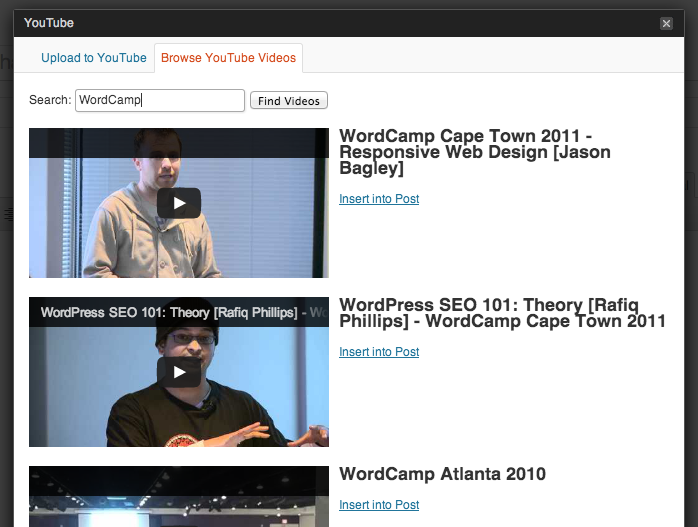 YouTube
Upload to YouTube
Browse YouTube Videos
Search:
WordCamp
Find Videos
WordCamp Cape Town 2011 -
Responsive Web Design [Jason
Bagley]
Insert into Post
WordPress SEO 101: Theory [Rafiq Phillips] - Wo
WordPress SEO 101: Theory [Rafiq
Phillips] - WordCamp Cape Town 2011
Insert into Post
WordCamp Atlanta 2010
Insert into Post